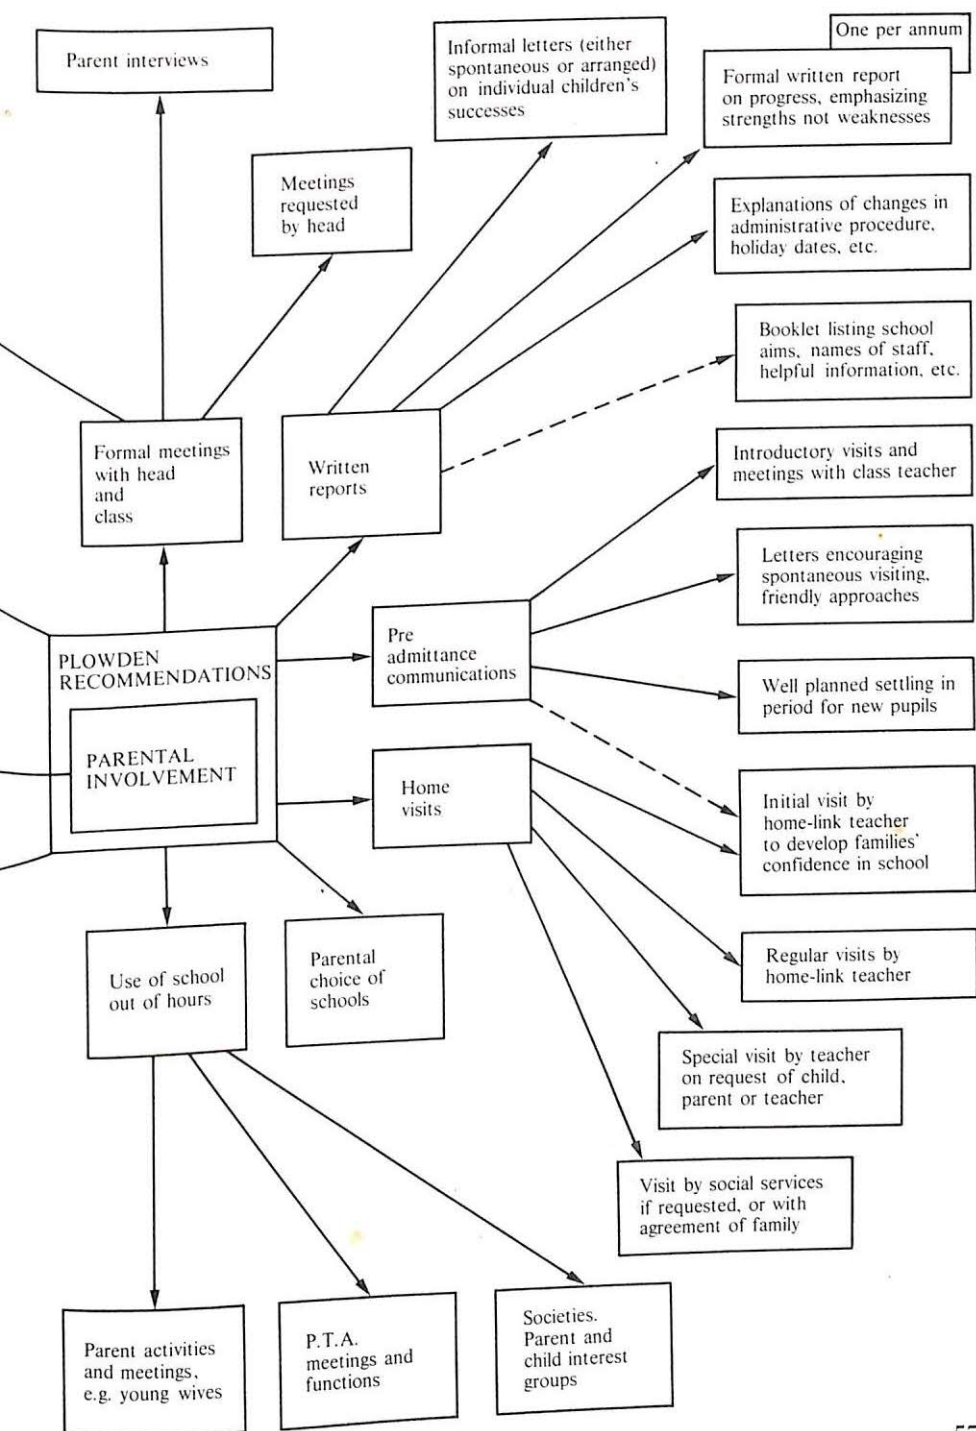 Parent interviews
Informal letters (either
spontaneous or arranged)
on individual children's
successes
One per annum
Formal written report
on progress, emphasizing
strengths not weaknesses
Meetings
requested
by head
Explanations of changes in
administrative procedure,
holiday dates, etc.
Booklet listing school
aims, names of staff,
helpful information, etc.
Formal meetings
with head
and
class
Written
reports
Introductory visits and
meetings with class teacher
Letters encouraging
spontaneous visiting,
friendly approaches
Pre
admittance
communications
PLOWDEN
RECOMMENDATIONS
PARENTAL
INVOLVEMENT
Well planned settling in
period for new pupils
Home
visits
Initial visit by
home-link teacher
to develop families'
confidence in school
Regular visits by
home-link teacher
Use of school
out of hours
Parental
choice of
schools
Special visit by teacher
on request of child,
parent or teacher
Visit by social services
if requested, or with
agreement of family
Parent activities
and meetings,
e.g. young wives
P.T.A.
meetings and
functions
Societies.
Parent and
child interest
groups